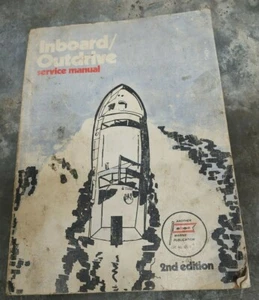 Inboard/
Outdrive
service manual
2nd edition